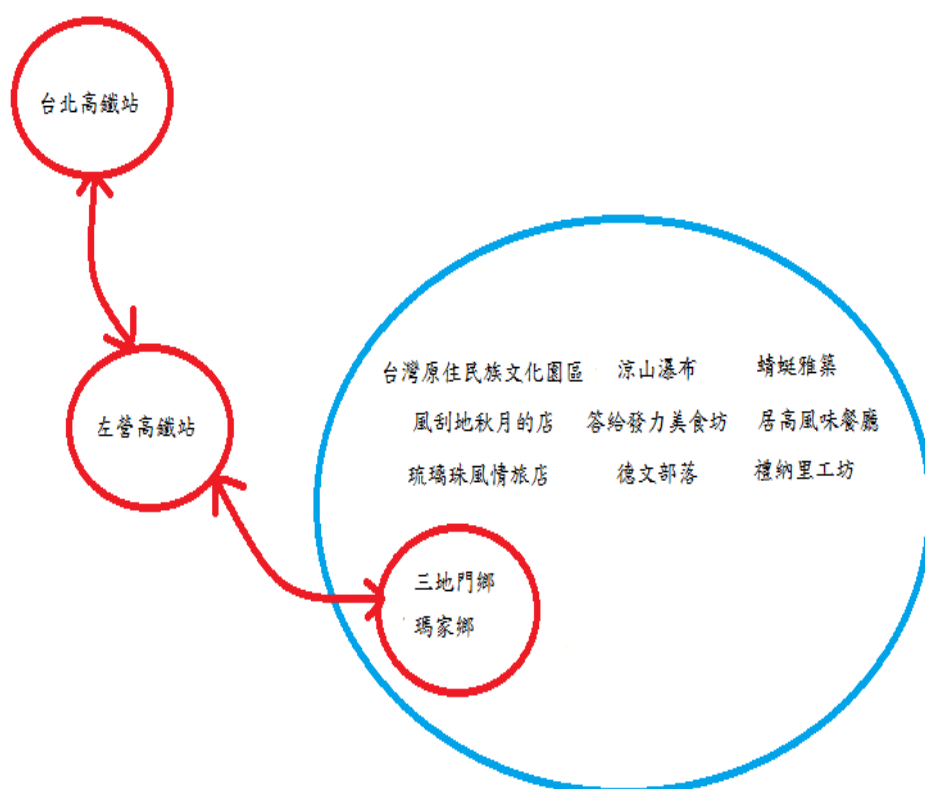 台北高鐵站
左營高鐵站
台灣原住民族文化園區 涼山瀑布 蜻蜓雅築
風刮地秋月的店 答給發力美食坊 居高風味餐廳
琉璃珠風情旅店 德文部落 禮納里工坊
三地門鄉
瑪家鄉